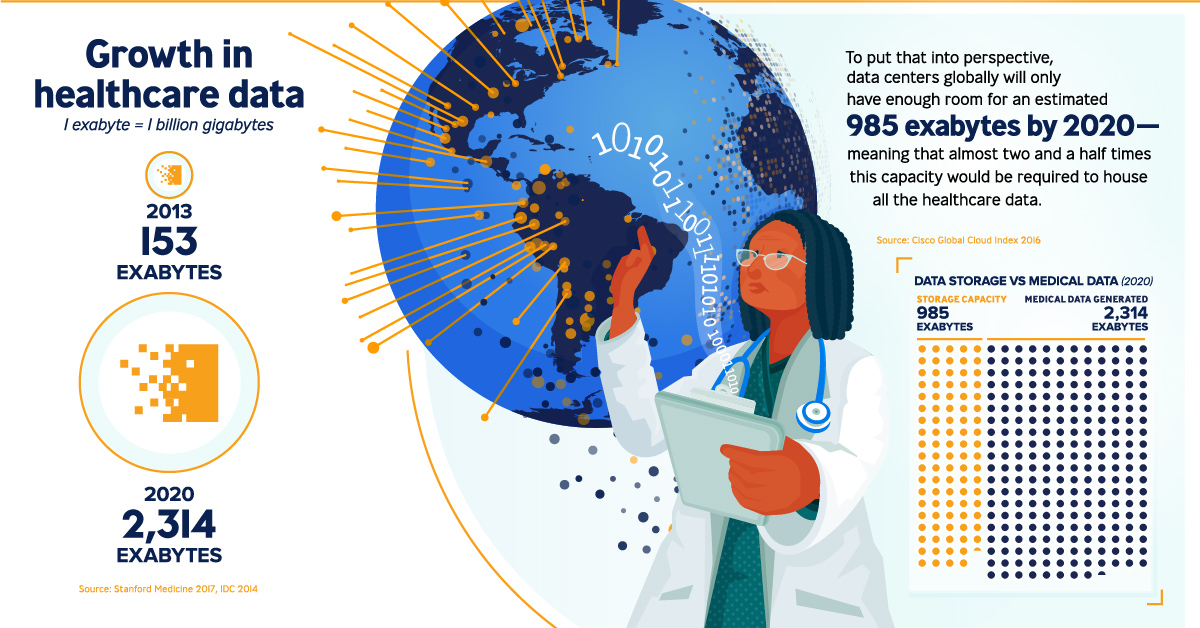 Growth in
healthcare data
1 exabyte = 1 billion gigabytes
2013
153
EXABYTES
2020
2,314
EXABYTES
Source: Stanford Medicine 2017, IDC 2014
To put that into perspective,
data centers globally will only
have enough room for an estimated
985 exabytes by 2020—
meaning that almost two and a half times
this capacity would be required to house
all the healthcare data.
Source: Cisco Global Cloud Index 2016
DATA STORAGE VS MEDICAL DATA (2020)
STORAGE CAPACITY
985
EXABYTES
MEDICAL DATA GENERATED
2,314
EXABYTES